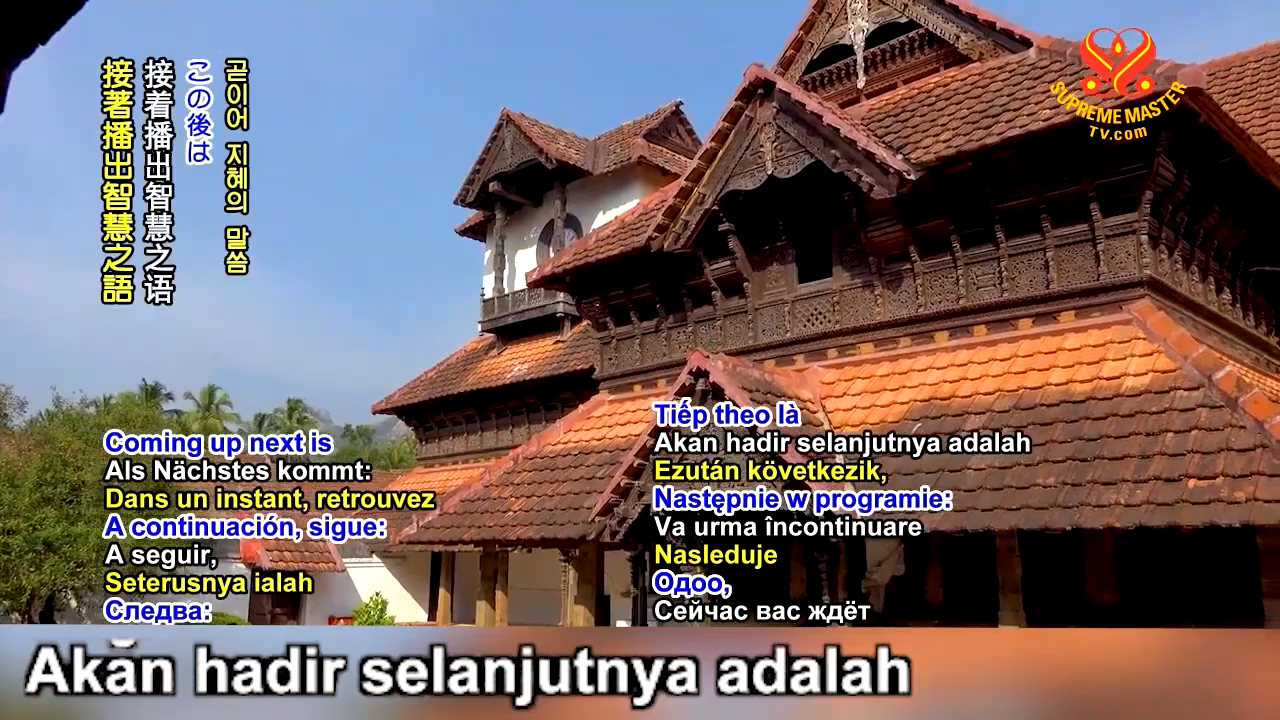 接著播出智慧之語
接着播出智慧之语
この後は
곧이어 지혜의 말씀
SUPREME MASTER
TV.com
Coming up next is
Als Nächstes kommt:
Dans un instant, retrouvez
A continuación, sigue:
A seguir,
Seterusnya ialah
Следва:
Tiếp theo là
Akan hadir selanjutnya adalah
Ezután következik,
Następnie w programie:
Va urma încontinuare
Nasleduje
Одоо,
Сейчас вас ждёт
Akan hadir selanjutnya adalah